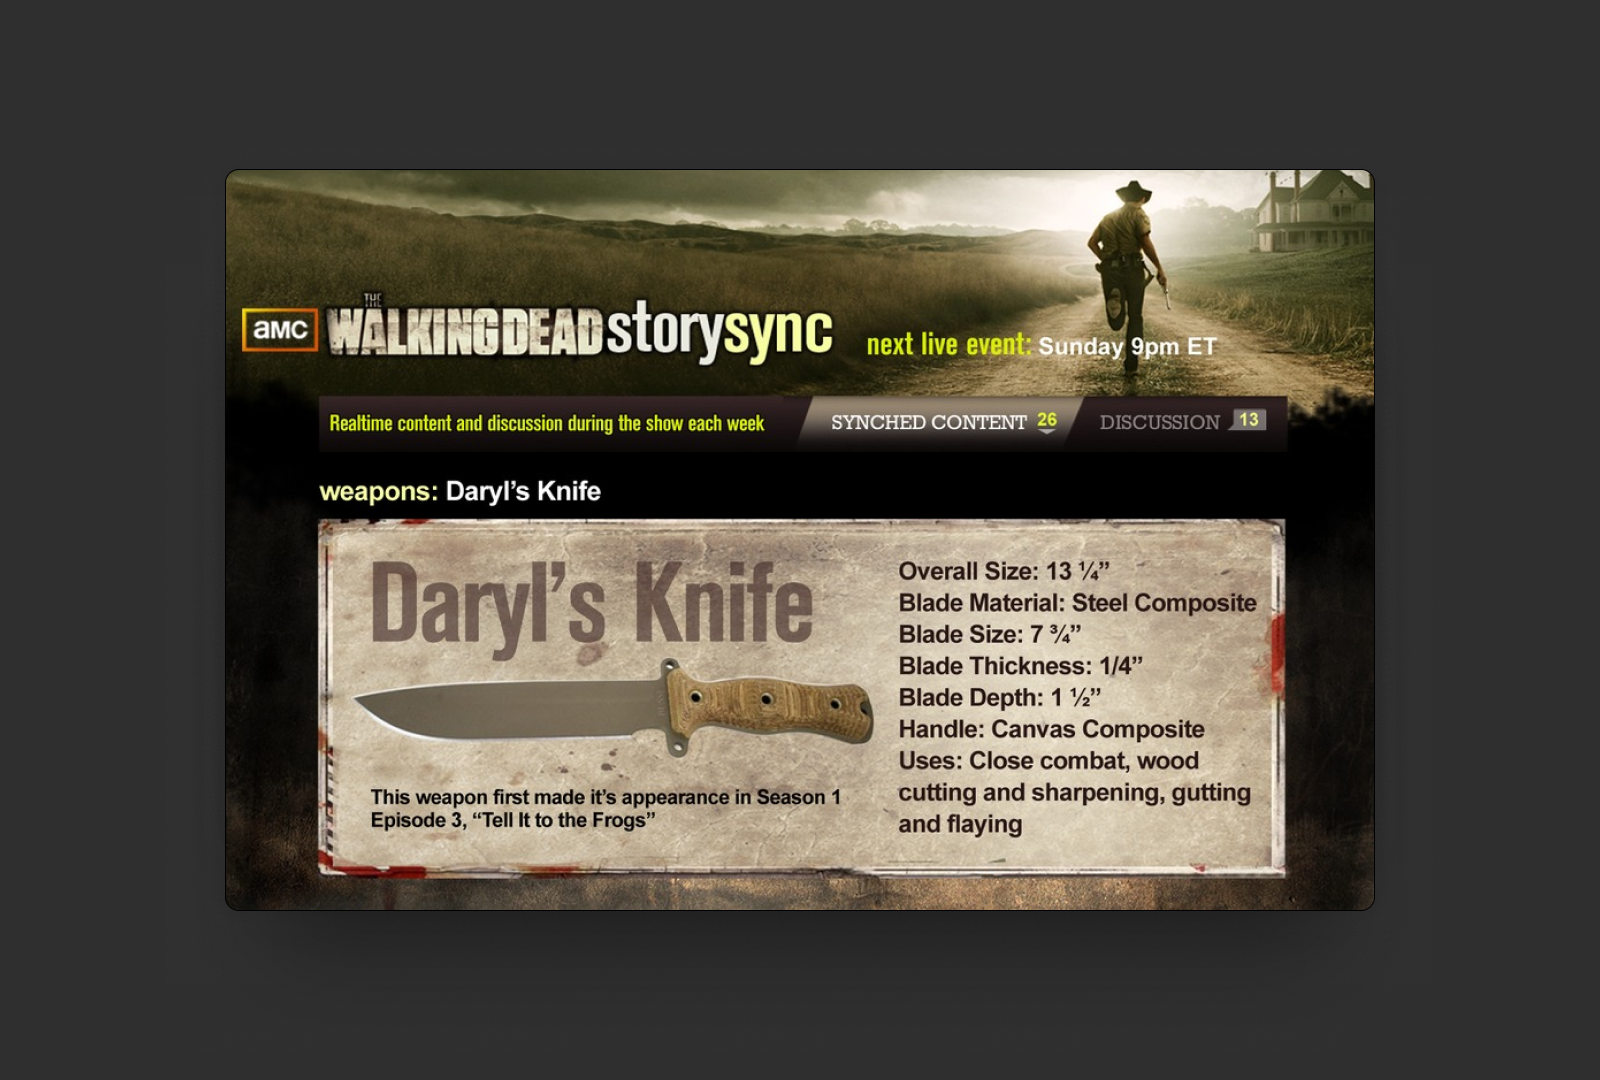 aMC
THE
WALKING DEAD storysync
next live event: Sunday 9pm ET
Realtime content and discussion during the show each week
SYNCHED CONTENT 26
DISCUSSION 13
weapons: Daryl’s Knife
Daryl’s Knife
This weapon first made it’s appearance in Season 1
Episode 3, “Tell It to the Frogs”
Overall Size: 13 ¼”
Blade Material: Steel Composite
Blade Size: 7 ¾”
Blade Thickness: 1/4”
Blade Depth: 1 ½”
Handle: Canvas Composite
Uses: Close combat, wood
cutting and sharpening, gutting
and flaying